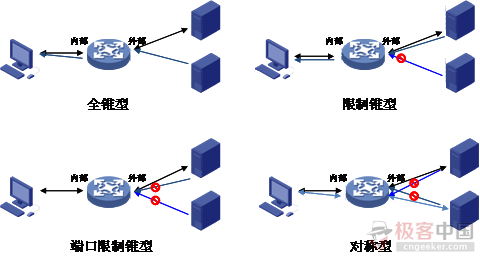 内部 外部
全锥型
内部 外部
限制锥型
内部 外部
端口限制锥型
内部 外部
对称型
极客中国
cngeeker.com